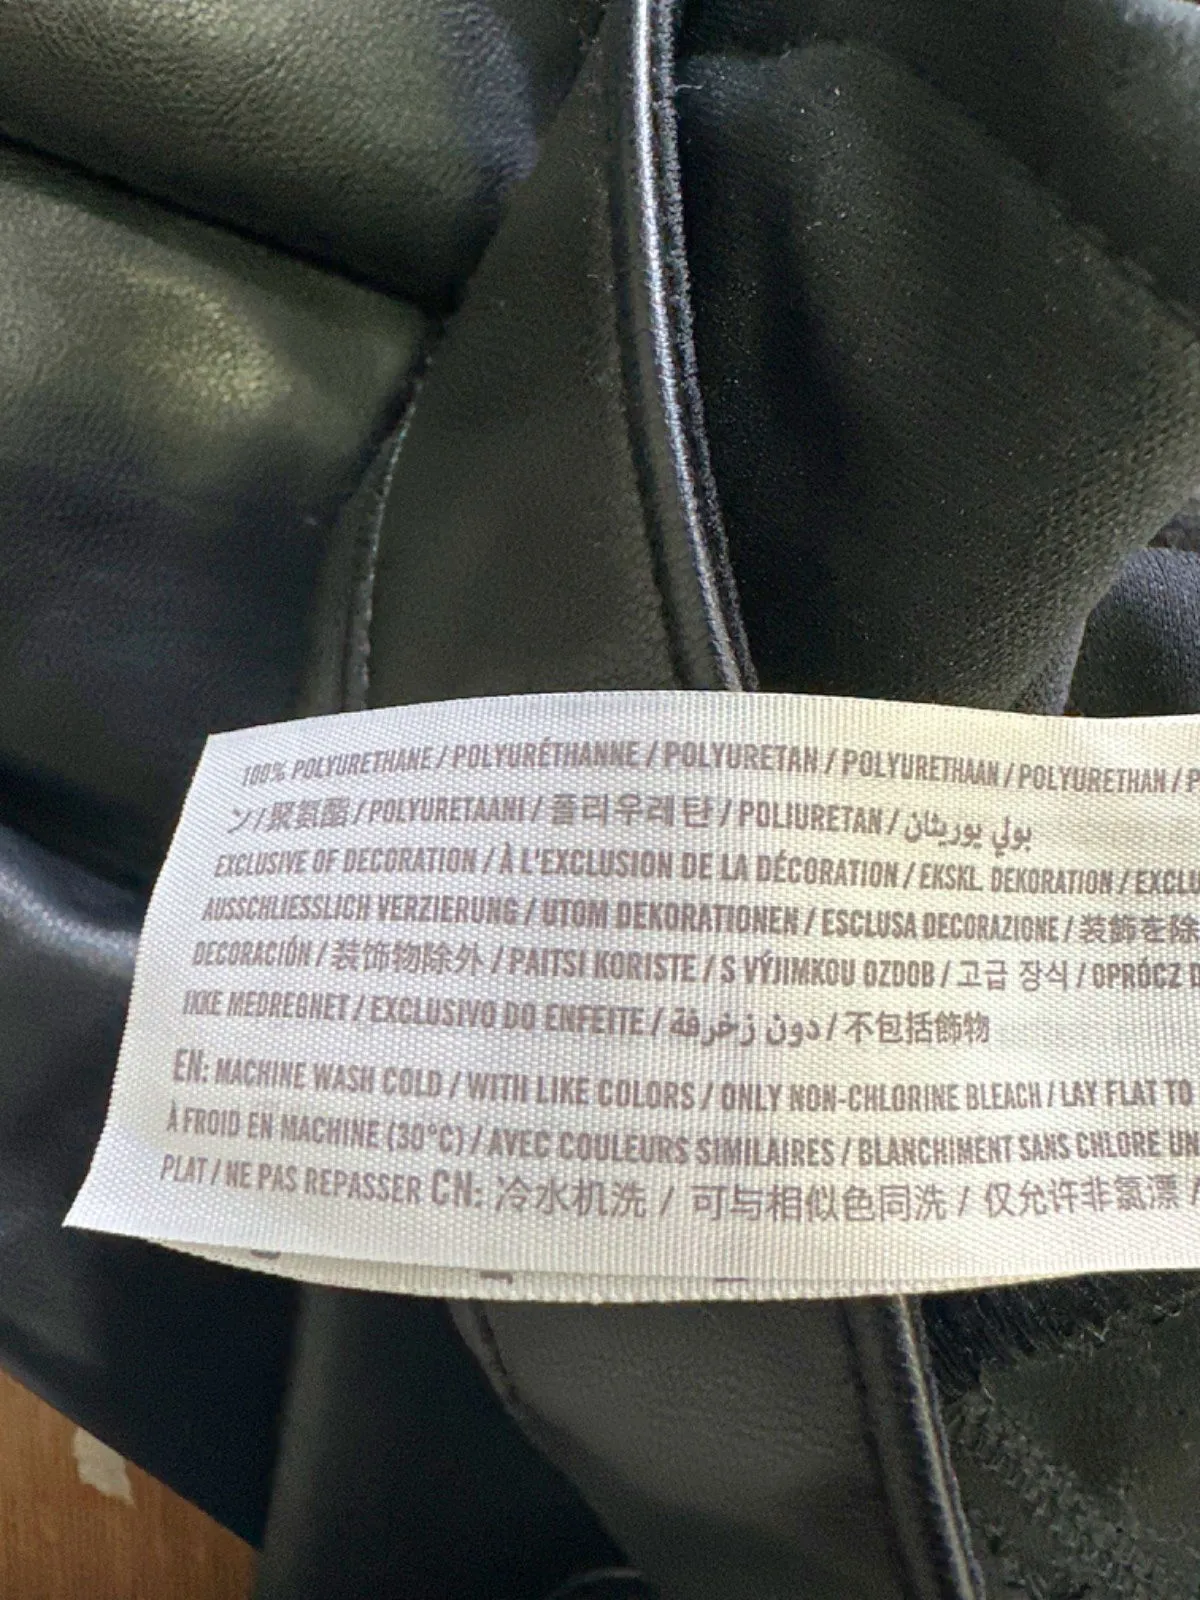 100% POLYURETHANE / POLYURÉTHANNE / POLYURETAN / POLYURETHAAN / POLYURETHAN /
ン / 聚氨酯 / POLYURETAANI / 폴리우레탄 / POLIURETAN / بولي يوريثان
EXCLUSIVE OF DECORATION / À L'EXCLUSION DE LA DÉCORATION / EKSKL. DEKORATION / EXCLU
AUSSCHLIESSLICH VERZIERUNG / UTOM DEKORATIONEN / ESCLUSA DECORAZIONE / 装飾を除
DECORACIÓN / 装饰物除外 / PAITSI KORISTE / S VÝJIMKOU OZDOB / 고급 장식 / OPRÓCZ D
IKKE MEDREGNET / EXCLUSIVO DO ENFEITE / دون زخرفة / 不包括飾物
EN: MACHINE WASH COLD / WITH LIKE COLORS / ONLY NON-CHLORINE BLEACH / LAY FLAT TO
À FROID EN MACHINE (30°C) / AVEC COULEURS SIMILAIRES / BLANCHIMENT SANS CHLORE UN
PLAT / NE PAS REPASSER CN: 冷水机洗 / 可与相似色同洗 / 仅允许非氯漂